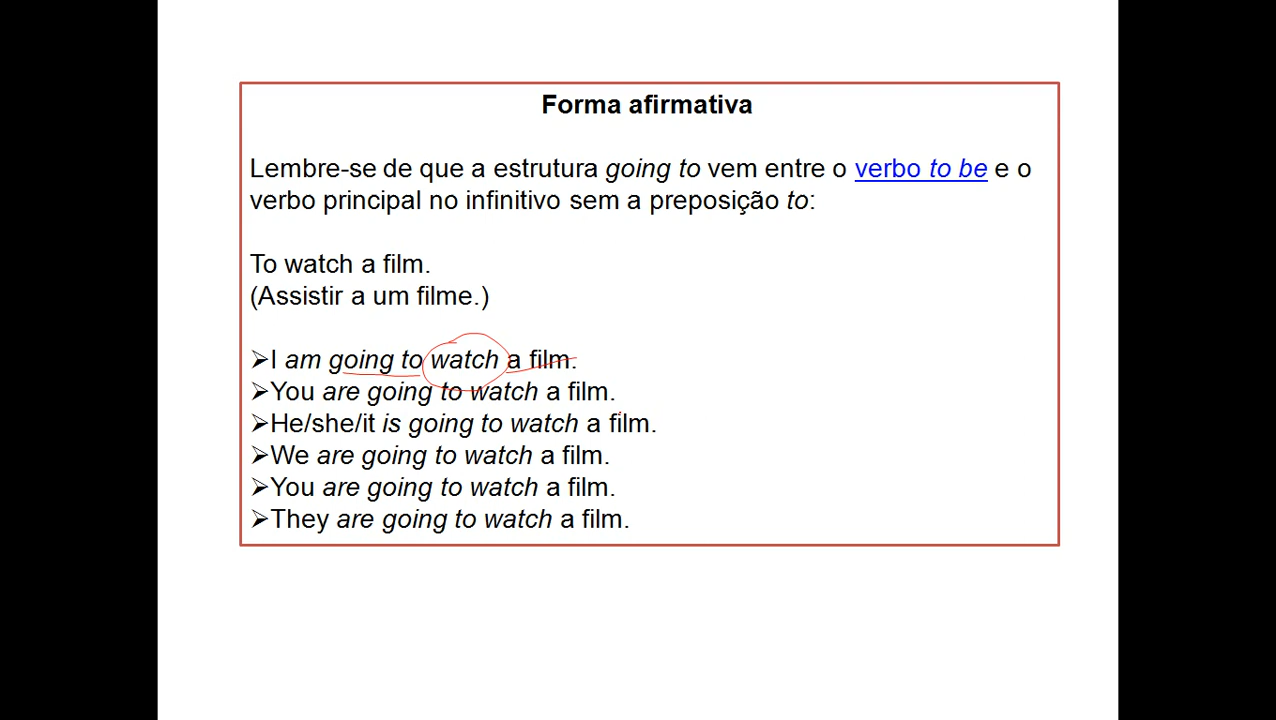 Forma afirmativa
Lembre-se de que a estrutura going to vem entre o verbo to be e o
verbo principal no infinitivo sem a preposição to:
To watch a film.
(Assistir a um filme.)
➢I am going to watch a film.
➢You are going to watch a film.
➢He/she/it is going to watch a film.
➢We are going to watch a film.
➢You are going to watch a film.
➢They are going to watch a film.